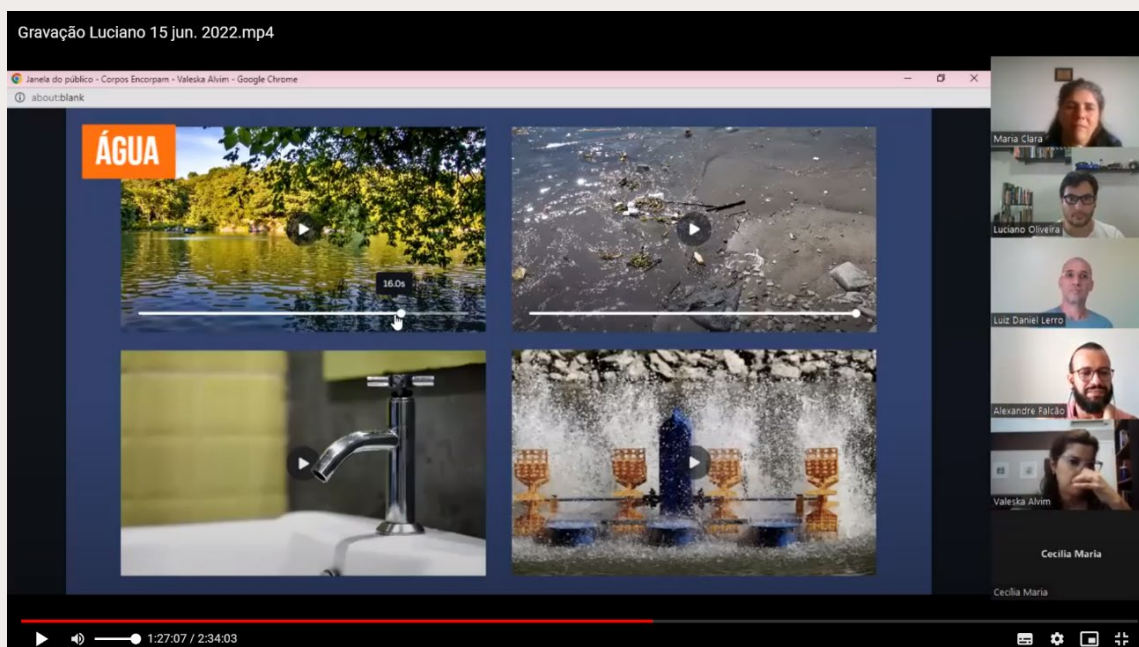 Gravação Luciano 15 jun. 2022.mp4
Janela do público - Corpos Encorpam - Valeska Alvim - Google Chrome
about:blank
ÁGUA
16.0s
Maria Clara
Luciano Oliveira
Luiz Daniel Lerro
Alexandre Falcão
Valeska Alvim
Cecília Maria
Cecília Maria
1:27:07 / 2:34:03